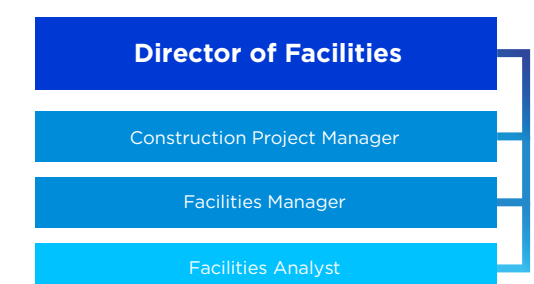 Director of Facilities
Construction Project Manager
Facilities Manager
Facilities Analyst